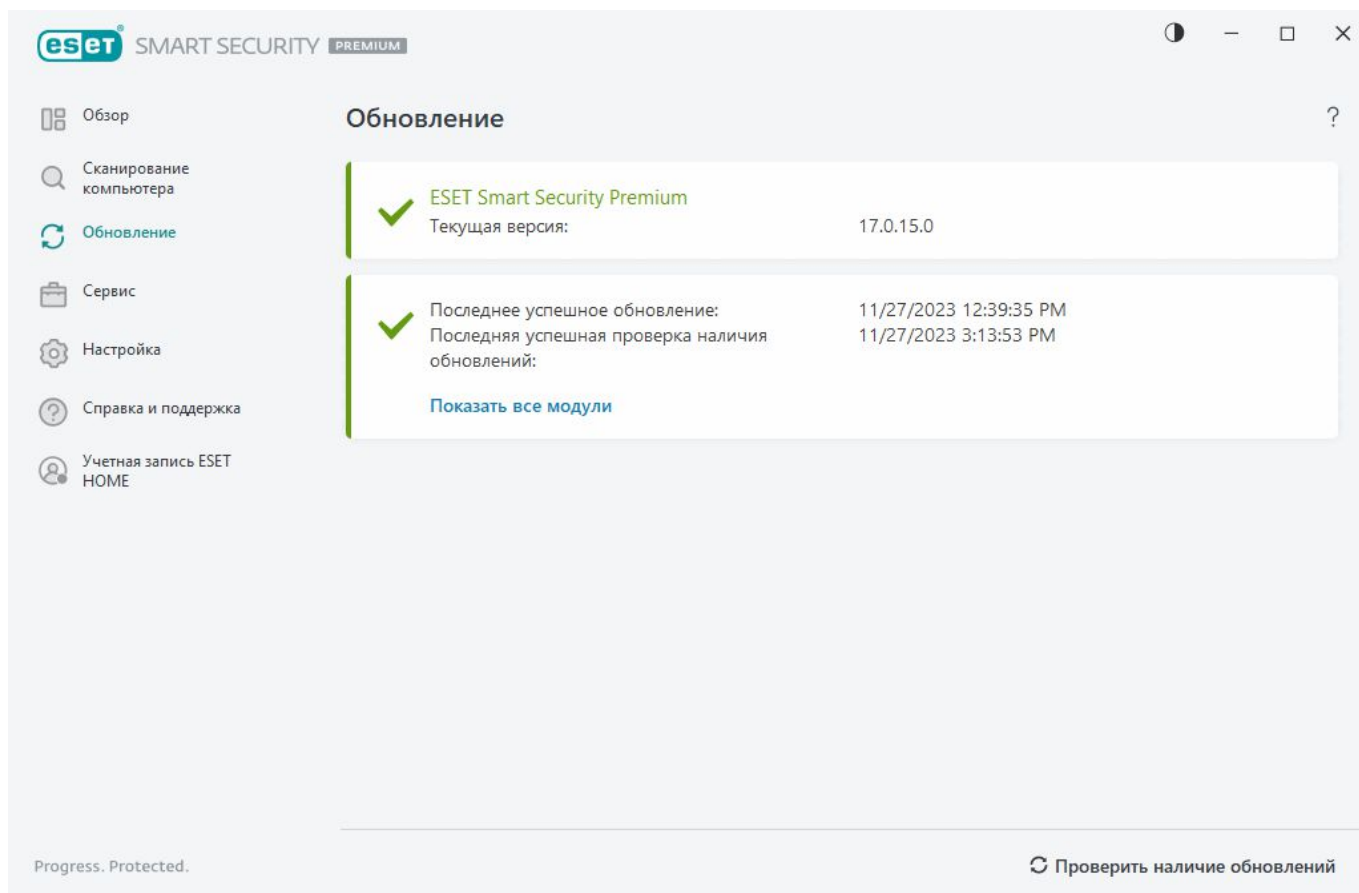 eset® SMART SECURITY PREMIUM
Обзор
Сканирование
компьютера
Обновление
Сервис
Настройка
Справка и поддержка
Учетная запись ESET
HOME
Обновление
?
ESET Smart Security Premium
Текущая версия: 17.0.15.0
Последнее успешное обновление: 11/27/2023 12:39:35 PM
Последняя успешная проверка наличия 11/27/2023 3:13:53 PM
обновлений:
Показать все модули
Progress. Protected.
Проверить наличие обновлений